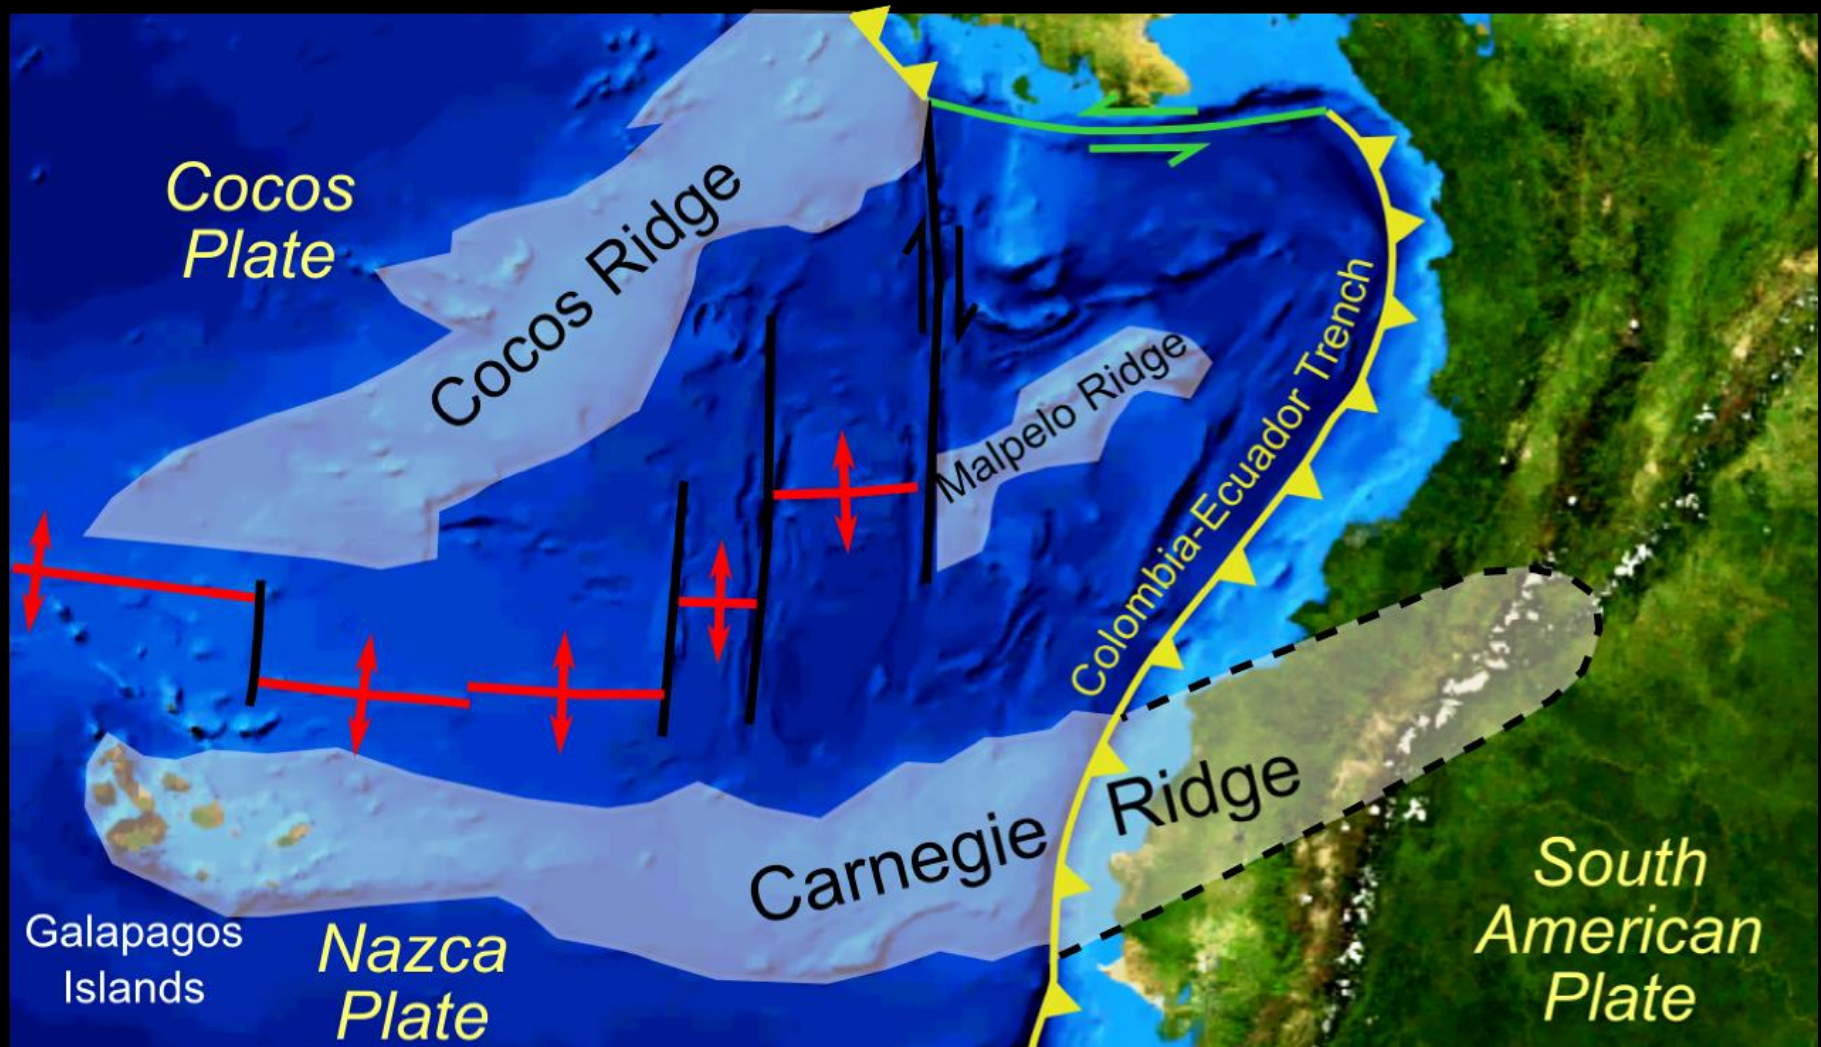 Cocos
Plate
Cocos Ridge
Malpelo Ridge
Colombia-Ecuador Trench
Carnegie Ridge
Galapagos
Islands
Nazca
Plate
South
American
Plate